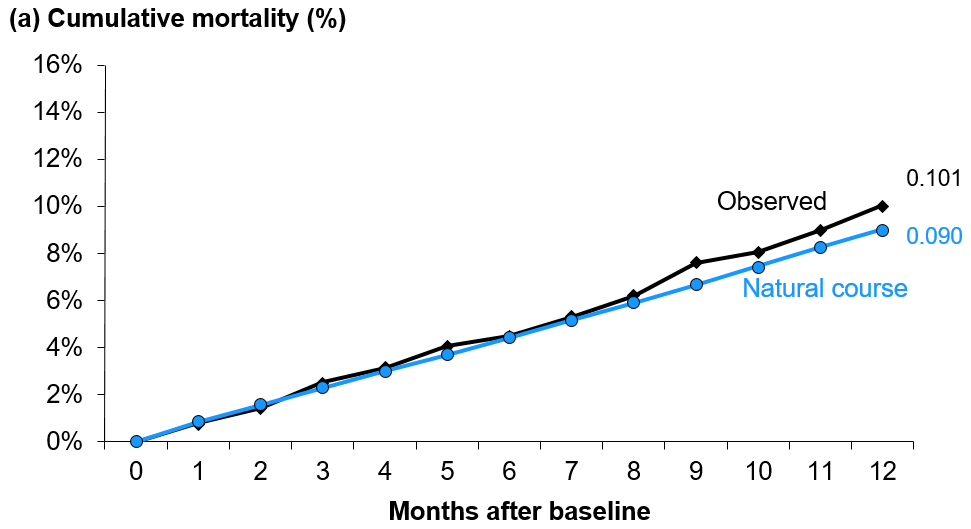 (a) Cumulative mortality (%)
16%
14%
12%
10%
8%
6%
4%
2%
0%
Observed
0.101
0.090
Natural course
0 1 2 3 4 5 6 7 8 9 10 11 12
Months after baseline